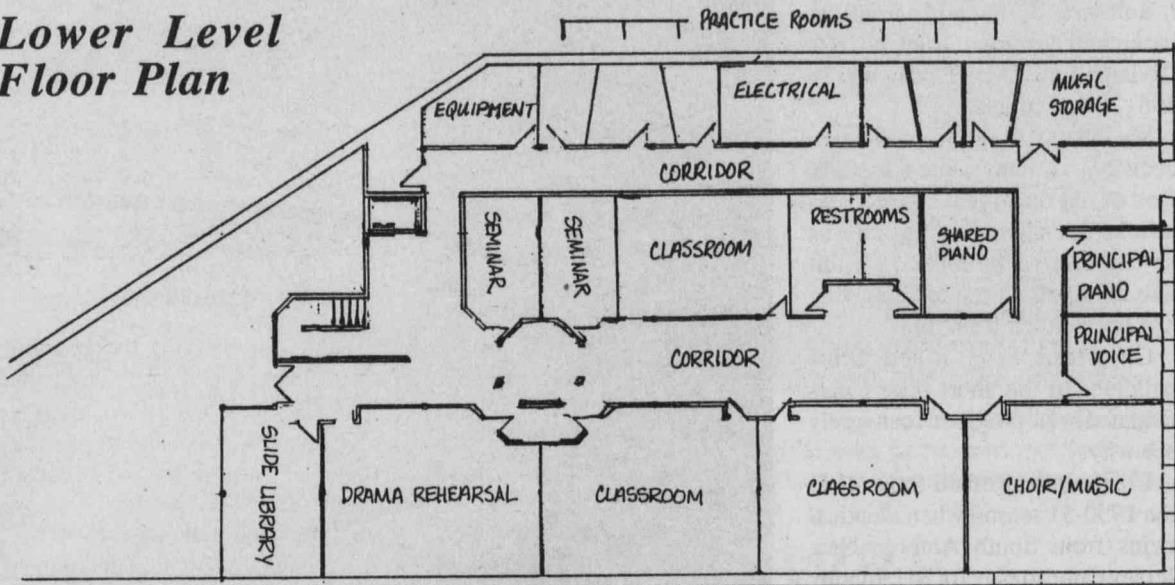 Lower Level
Floor Plan
PRACTICE ROOMS
EQUIPMENT
ELECTRICAL
MUSIC
STORAGE
CORRIDOR
SEMINAR
SEMINAR
CLASSROOM
RESTROOMS
SHARED
PIANO
PRINCIPAL
PIANO
PRINCIPAL
VOICE
CORRIDOR
SLIDE LIBRARY
DRAMA REHEARSAL
CLASSROOM
CLASSROOM
CHOIR/MUSIC